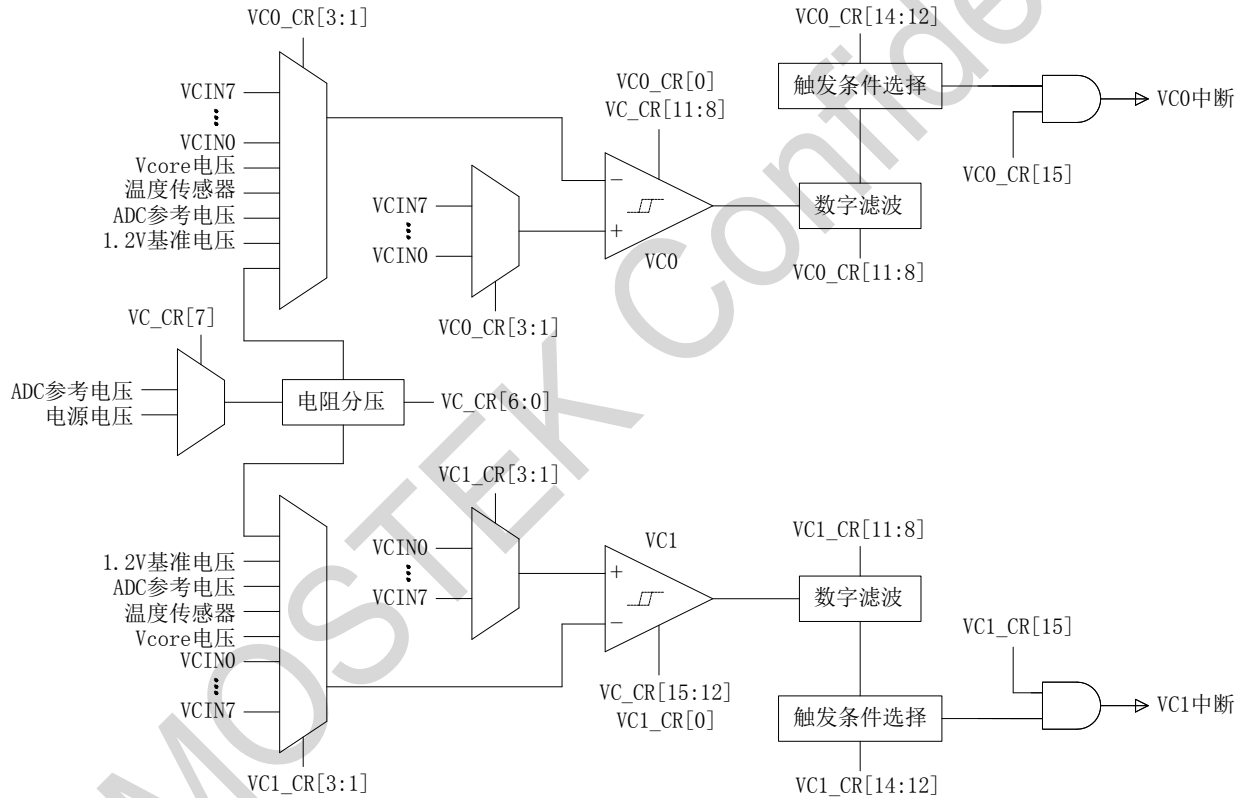 VC0_CR[3:1]
VC0_CR[14:12]
VCIN7
VCIN0
Vcore电压
温度传感器
ADC参考电压
1.2V基准电压
VCIN7
VCIN0
VC0_CR[3:1]
VC0_CR[0]
VC_CR[11:8]
−
+
VC0
触发条件选择
数字滤波
VC0_CR[11:8]
VC0_CR[15]
VC0中断
VC_CR[7]
ADC参考电压
电源电压
电阻分压
VC_CR[6:0]
VC1_CR[3:1]
1.2V基准电压
ADC参考电压
温度传感器
Vcore电压
VCIN0
VCIN7
VC1_CR[3:1]
VCIN0
VCIN7
VC1
+
−
VC_CR[15:12]
VC1_CR[0]
VC1_CR[11:8]
数字滤波
触发条件选择
VC1_CR[14:12]
VC1_CR[15]
VC1中断
MOSTEK Confide